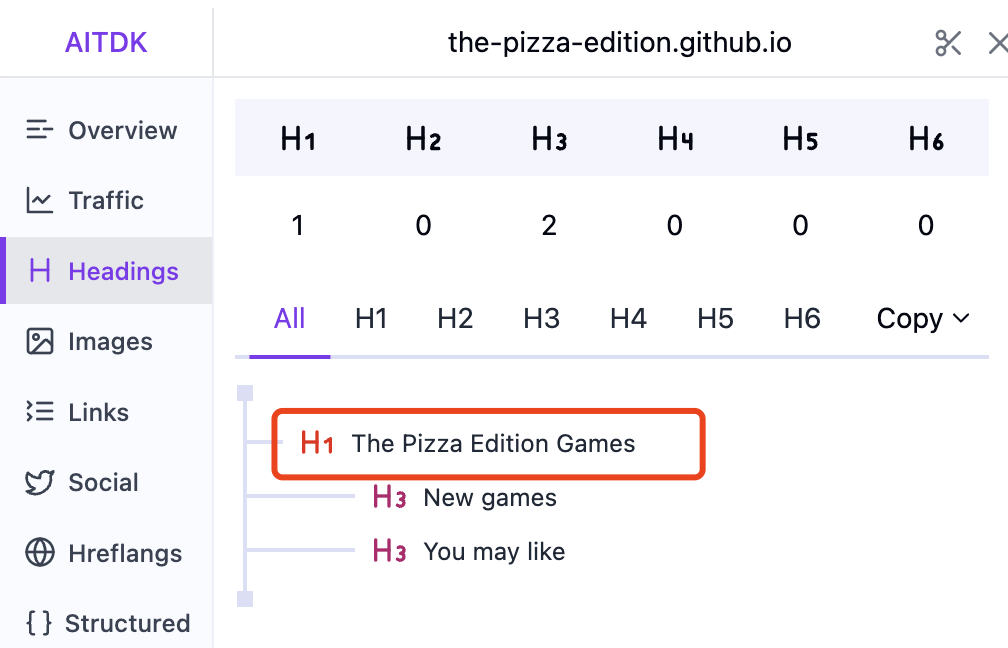 AITDK
the-pizza-edition.github.io
Overview
Traffic
Headings
Images
Links
Social
Hreflangs
Structured
H1 H2 H3 H4 H5 H6
1 0 2 0 0 0
All H1 H2 H3 H4 H5 H6 Copy
H1 The Pizza Edition Games
H3 New games
H3 You may like